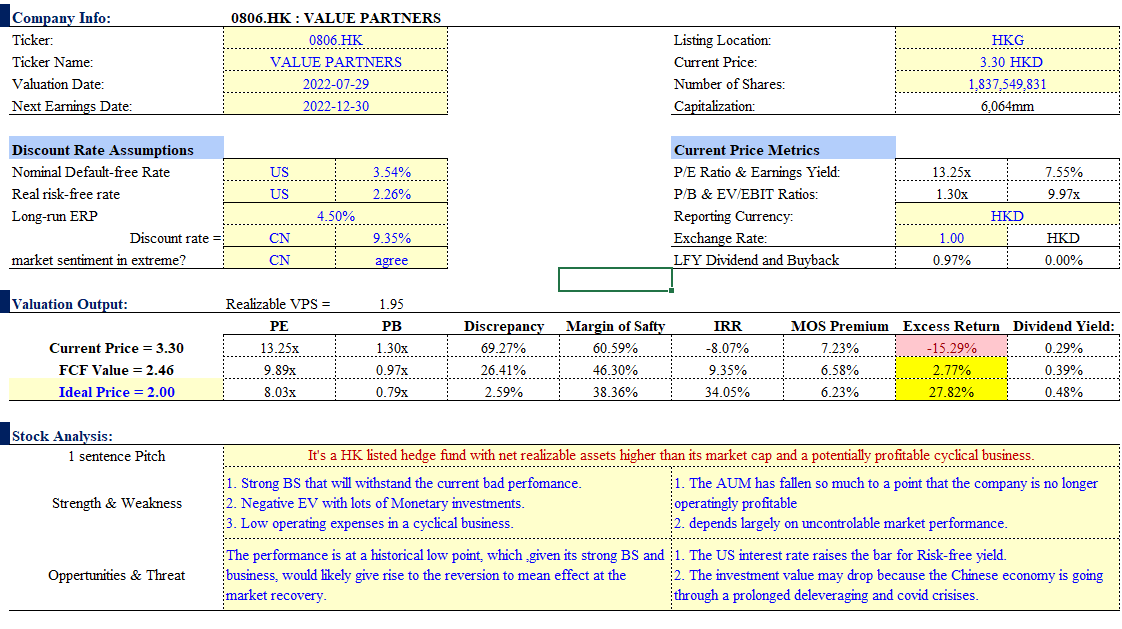 Company Info: 0806.HK : VALUE PARTNERS
Ticker: 0806.HK Listing Location: HKG
Ticker Name: VALUE PARTNERS Current Price: 3.30 HKD
Valuation Date: 2022-07-29 Number of Shares: 1,837,549,831
Next Earnings Date: 2022-12-30 Capitalization: 6,064mm
Discount Rate Assumptions Current Price Metrics
Nominal Default-free Rate US 3.54% P/E Ratio & Earnings Yield: 13.25x 7.55%
Real risk-free rate US 2.26% P/B & EV/EBIT Ratios: 1.30x 9.97x
Long-run ERP 4.50% Reporting Currency: HKD
Discount rate = CN 9.35% Exchange Rate: 1.00 HKD
market sentiment in extreme? CN agree LFY Dividend and Buyback 0.97% 0.00%
Valuation Output: Realizable VPS = 1.95
PE PB Discrepancy Margin of Safty IRR MOS Premium Excess Return Dividend Yield:
Current Price = 3.30 13.25x 1.30x 69.27% 60.59% -8.07% 7.23% -15.29% 0.29%
FCF Value = 2.46 9.89x 0.97x 26.41% 46.30% 9.35% 6.58% 2.77% 0.39%
Ideal Price = 2.00 8.03x 0.79x 2.59% 38.36% 34.05% 6.23% 27.82% 0.48%
Stock Analysis:
1 sentence Pitch It's a HK listed hedge fund with net realizable assets higher than its market cap and a potentially profitable cyclical business.
Strength & Weakness
1. Strong BS that will withstand the current bad perfomance.
2. Negative EV with lots of Monetary investments.
3. Low operating expenses in a cyclical business.
1. The AUM has fallen so much to a point that the company is no longer
operatingly profitable
2. depends largely on uncontrolable market performance.
Oppertunities & Threat
The performance is at a historical low point, which ,given its strong BS and
business, would likely give rise to the reversion to mean effect at the
market recovery.
1. The US interest rate raises the bar for Risk-free yield.
2. The investment value may drop because the Chinese economy is going
through a prolonged deleveraging and covid crisises.